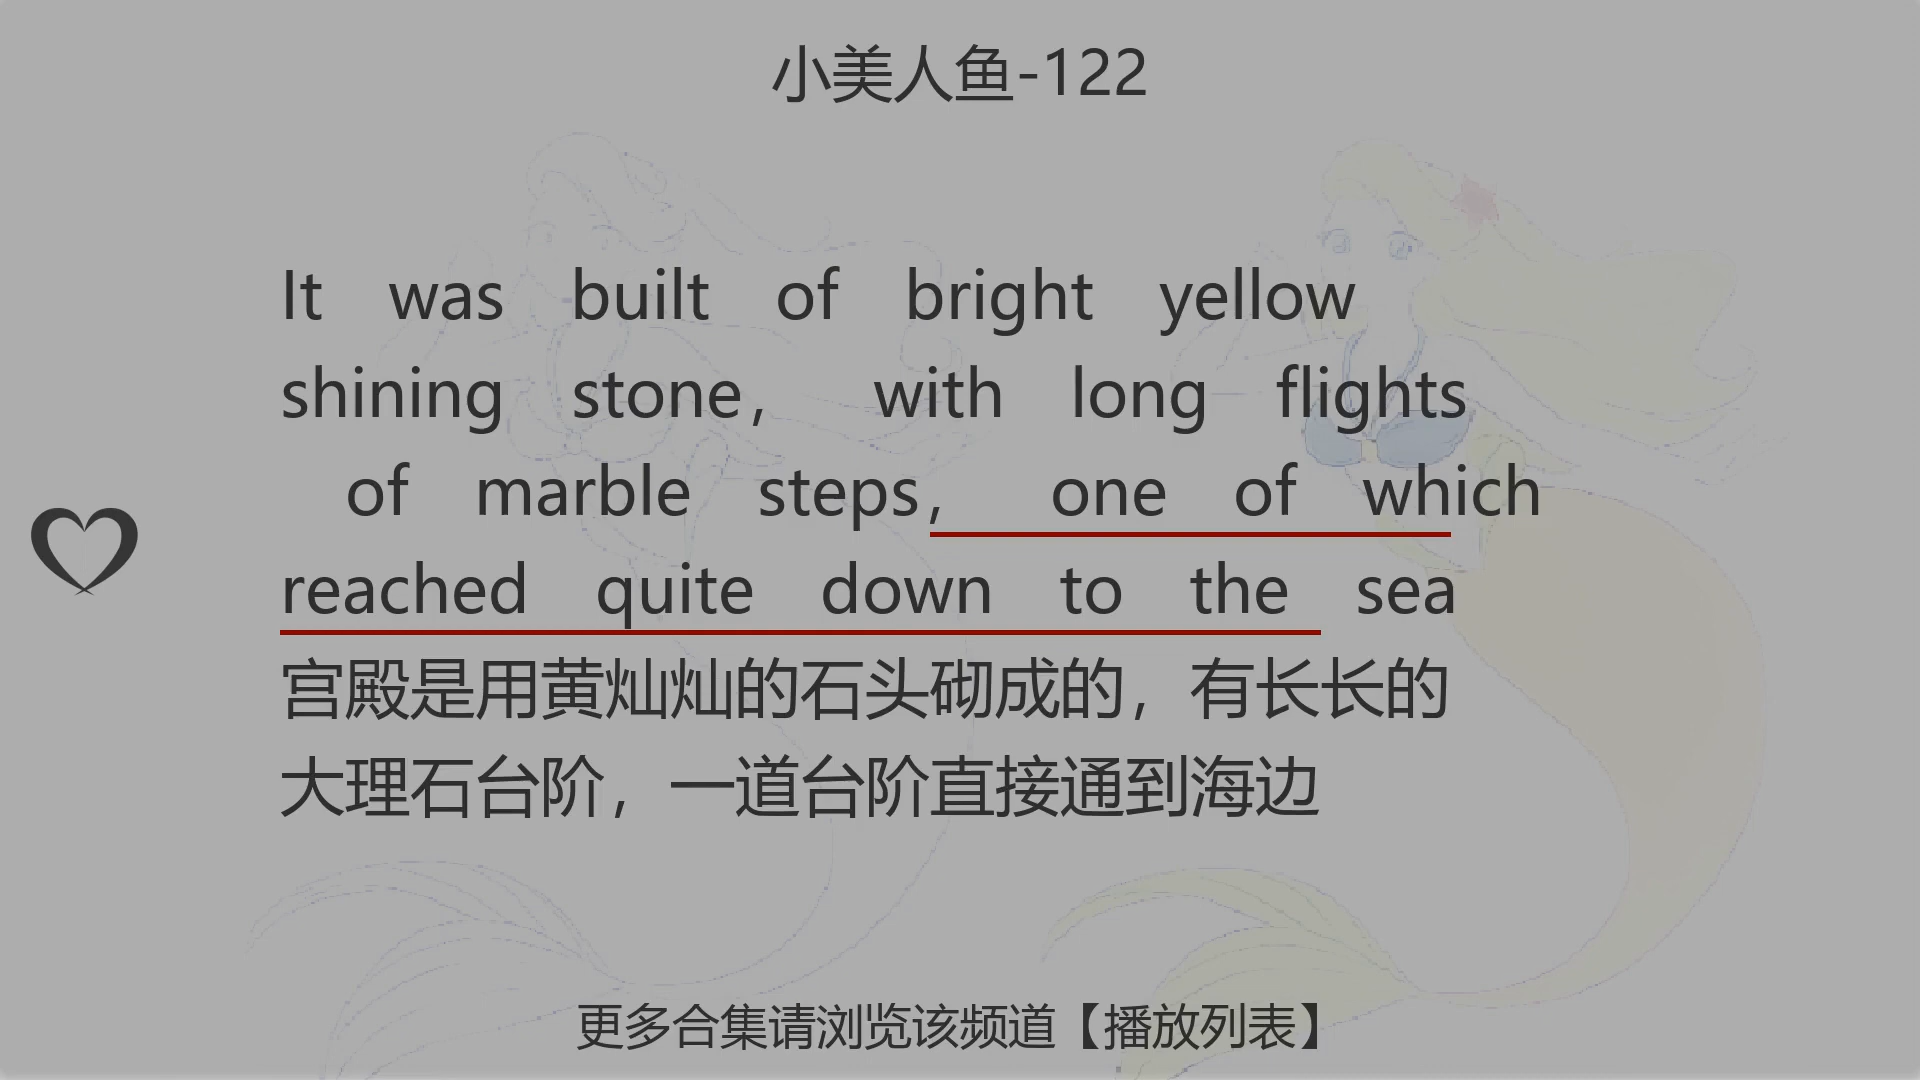 小美人鱼-122
It was built of bright yellow
shining stone， with long flights
of marble steps， one of which
reached quite down to the sea
宫殿是用黄灿灿的石头砌成的，有长长的
大理石台阶，一道台阶直接通到海边
更多合集请浏览该频道【播放列表】